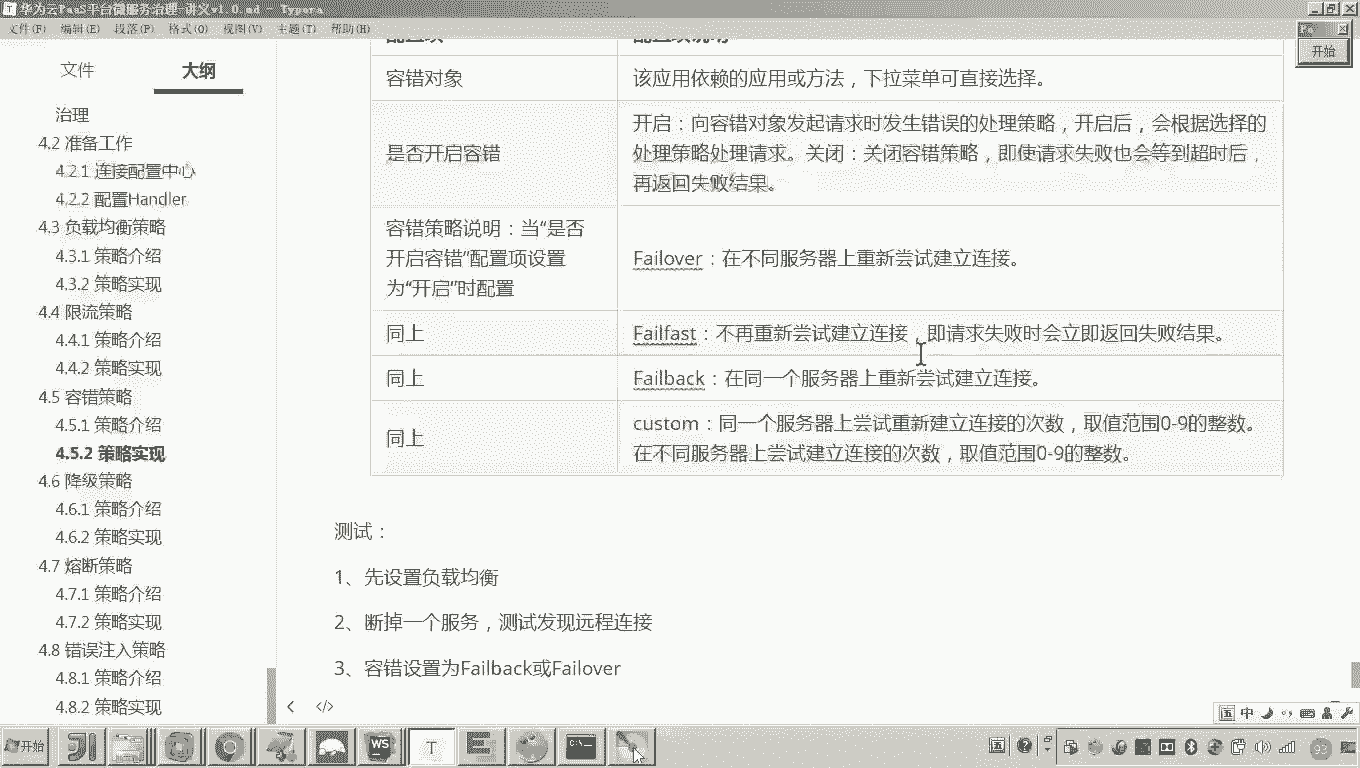 华为云PaaS平台微服务治理-讲义v1.0.md - Typora
文件(F) 编辑(E) 段落(P) 格式(O) 视图(V) 主题(T) 帮助(H)
开始
文件 大纲
治理
4.2 准备工作
4.2.1 连接配置中心
4.2.2 配置Handler
4.3 负载均衡策略
4.3.1 策略介绍
4.3.2 策略实现
4.4 限流策略
4.4.1 策略介绍
4.4.2 策略实现
4.5 容错策略
4.5.1 策略介绍
4.5.2 策略实现
4.6 降级策略
4.6.1 策略介绍
4.6.2 策略实现
4.7 熔断策略
4.7.1 策略介绍
4.7.2 策略实现
4.8 错误注入策略
4.8.1 策略介绍
4.8.2 策略实现
容错对象
该应用依赖的应用或方法，下拉菜单可直接选择。
是否开启容错
开启：向容错对象发起请求时发生错误的处理策略，开启后，会根据选择的
处理策略处理请求。关闭：关闭容错策略，即使请求失败也会等到超时后，
再返回失败结果。
容错策略说明：当“是否
开启容错”配置项设置
为“开启”时配置
Failover：在不同服务器上重新尝试建立连接。
同上
Failfast：不再重新尝试建立连接，即请求失败时会立即返回失败结果。
同上
Failback：在同一个服务器上重新尝试建立连接。
同上
custom：同一个服务器上尝试重新建立连接的次数，取值范围0-9的整数。
在不同服务器上尝试建立连接的次数，取值范围0-9的整数。
测试：
1、先设置负载均衡
2、断掉一个服务，测试发现远程连接
3、容错设置为Failback或Failover
</>
五 中
开始
WS
T